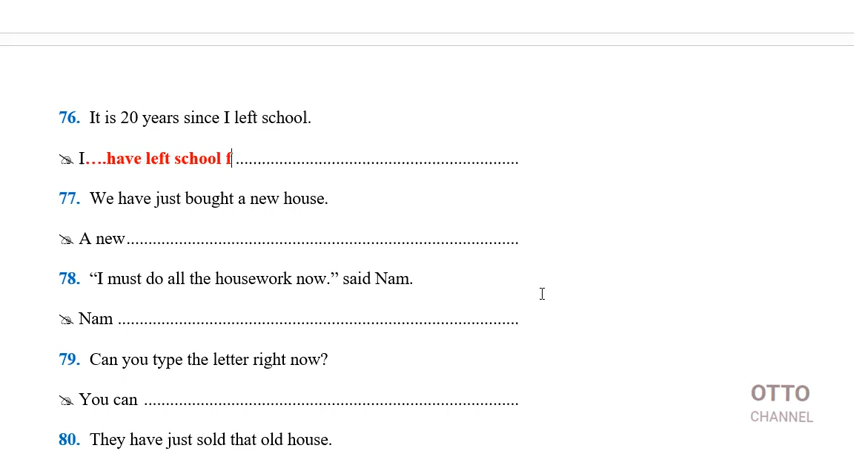 76. It is 20 years since I left school.
✍ I….have left school f...................................................................
77. We have just bought a new house.
✍ A new..........................................................................................
78. “I must do all the housework now.” said Nam.
✍ Nam ............................................................................................
79. Can you type the letter right now?
✍ You can ......................................................................................
80. They have just sold that old house.
OTTO
CHANNEL